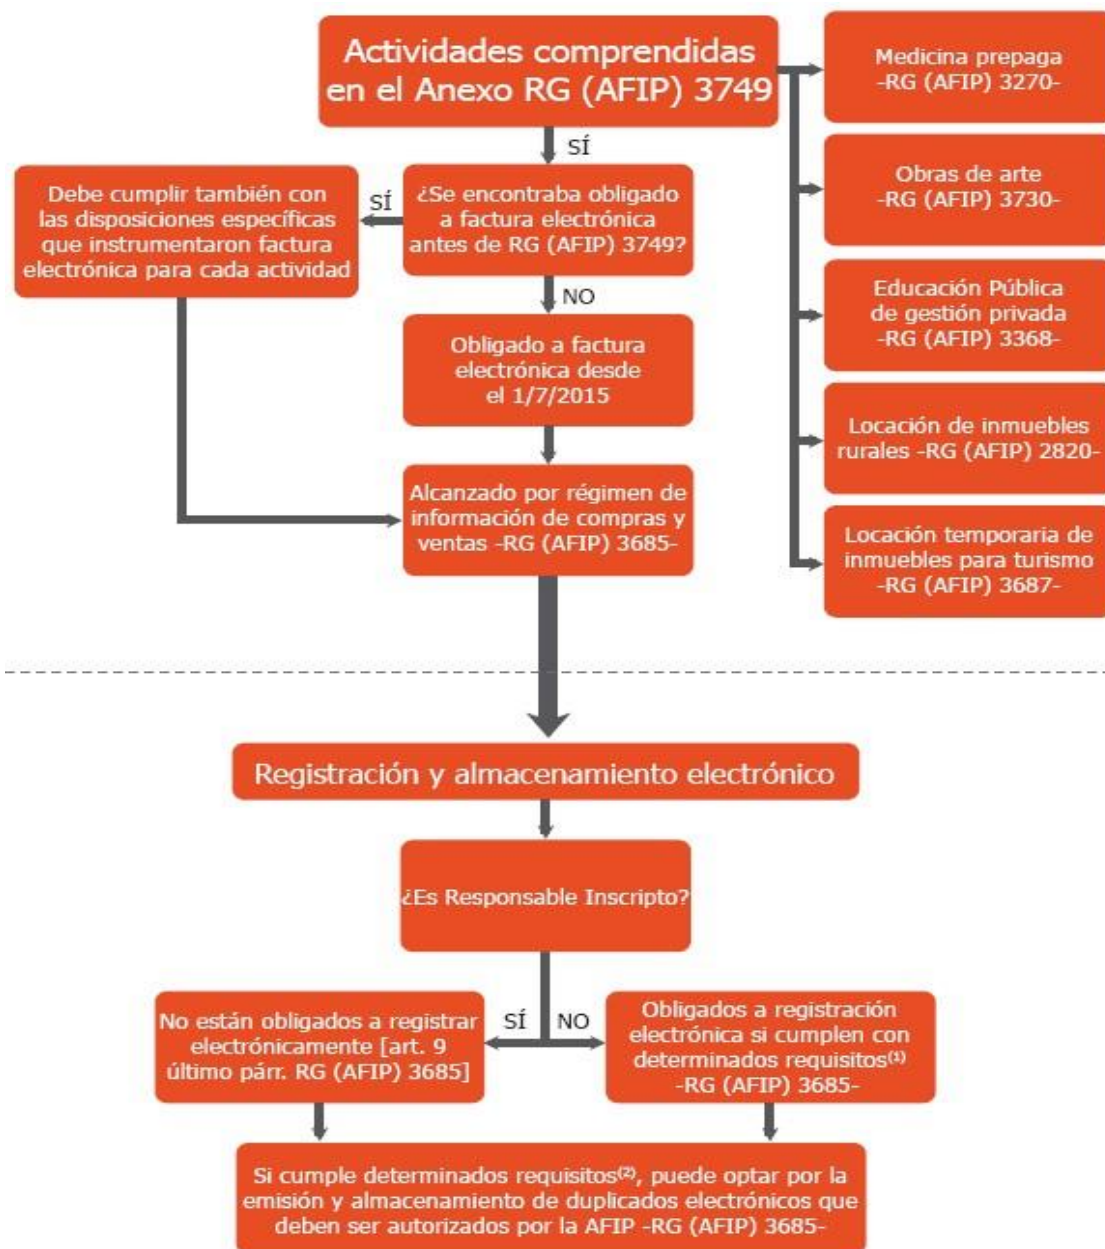 Actividades comprendidas
en el Anexo RG (AFIP) 3749
Medicina prepaga
-RG (AFIP) 3270-
Obras de arte
-RG (AFIP) 3730-
Educación Pública
de gestión privada
-RG (AFIP) 3368-
Locación de inmuebles
rurales -RG (AFIP) 2820-
Locación temporaria de
inmuebles para turismo
-RG (AFIP) 3687-
SÍ
¿Se encontraba obligado
a factura electrónica
antes de RG (AFIP) 3749?
SÍ
Debe cumplir también con
las disposiciones específicas
que instrumentaron factura
electrónica para cada actividad
NO
Obligado a factura
electrónica desde
el 1/7/2015
Alcanzado por régimen de
información de compras y
ventas -RG (AFIP) 3685-
Registración y almacenamiento electrónico
¿Es Responsable Inscripto?
SÍ
NO
No están obligados a registrar
electrónicamente [art. 9
último párr. RG (AFIP) 3685]
Obligados a registración
electrónica si cumplen con
determinados requisitos(1)
-RG (AFIP) 3685-
Si cumple determinados requisitos(2), puede optar por la
emisión y almacenamiento de duplicados electrónicos que
deben ser autorizados por la AFIP -RG (AFIP) 3685-